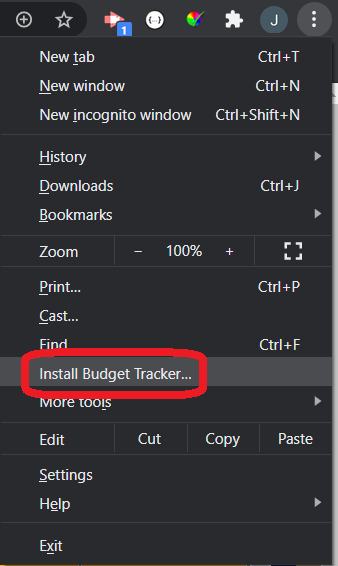 1
{··}
J
New tab Ctrl+T
New window Ctrl+N
New incognito window Ctrl+Shift+N
History
Downloads Ctrl+J
Bookmarks
Zoom − 100% +
Print... Ctrl+P
Cast...
Find... Ctrl+F
Install Budget Tracker...
More tools
Edit Cut Copy Paste
Settings
Help
Exit